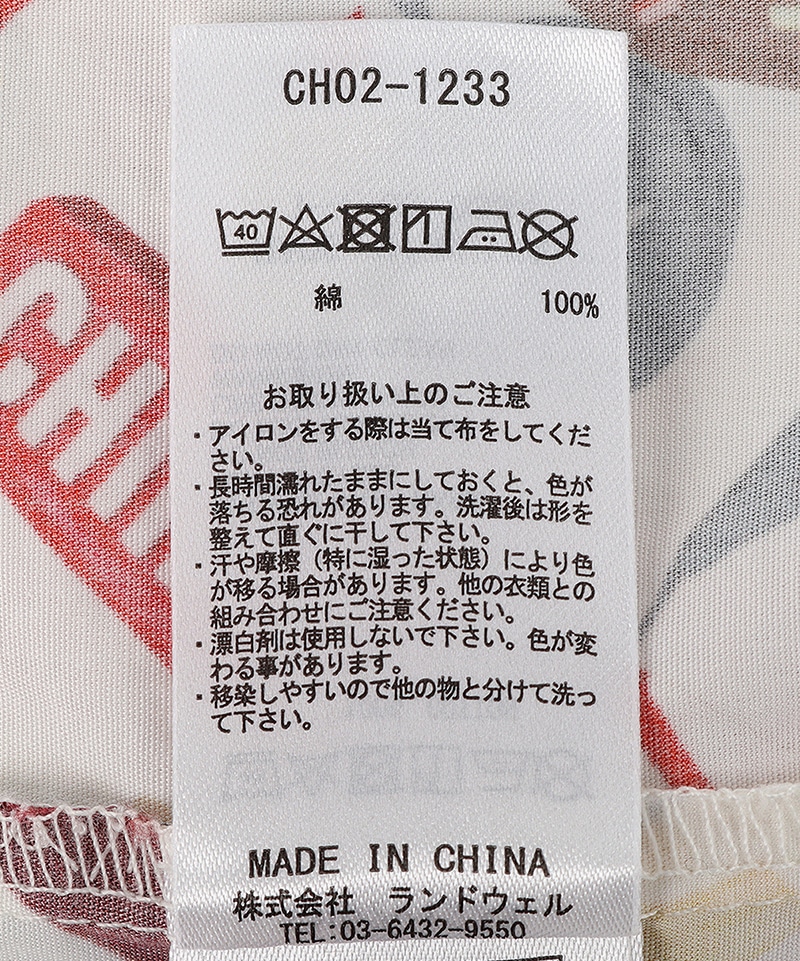 CH02-1233
40
綿 100%
お取り扱い上のご注意
・アイロンをする際は当て布をしてくだ
さい。
・長時間濡れたままにしておくと、色が
落ちる恐れがあります。洗濯後は形を
整えて直ぐに干して下さい。
・汗や摩擦（特に湿った状態）により色
が移る場合があります。他の衣類との
組み合わせにご注意ください。
・漂白剤は使用しないで下さい。色が変
わる事があります。
・移染しやすいので他の物と分けて洗っ
て下さい。
MADE IN CHINA
株式会社 ランドウェル
TEL:03-6432-9550